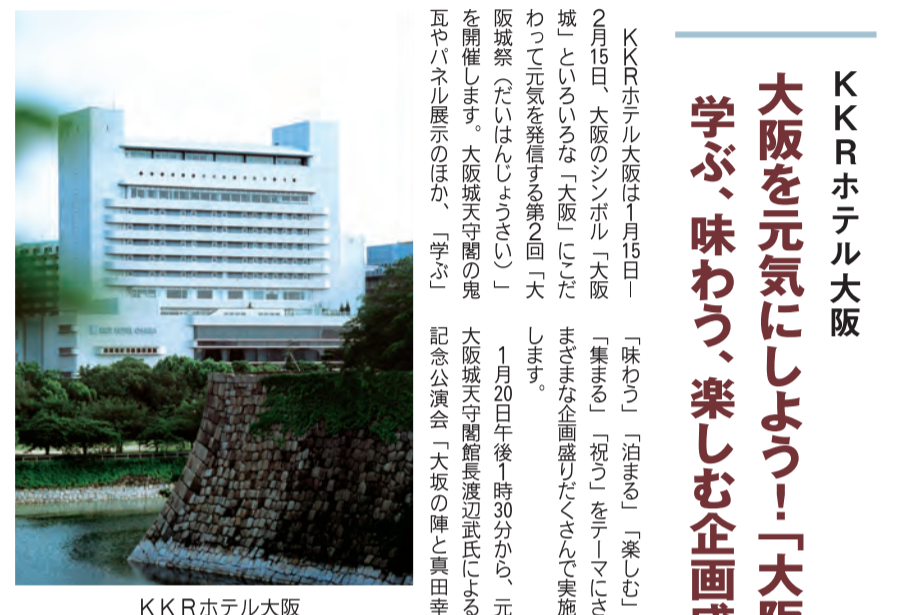 KKRホテル大阪
大阪を元気にしよう！「大阪
学ぶ、味わう、楽しむ企画
KKRホテル大阪は1月15日―
2月15日、大阪のシンボル「大阪
城」といろいろな「大阪」にこだ
わって元気を発信する第2回「大
阪城祭（だいはんじょうさい）」
を開催します。大阪城天守閣の鬼
瓦やパネル展示のほか、「学ぶ」
「味わう」「泊まる」「楽しむ」
「集まる」「祝う」をテーマにさ
まざまな企画盛りだくさんで実施
します。
1月20日午後1時30分から、元
大阪城天守閣館長渡辺武氏による
記念公演会「大坂の陣と真田幸
KKRホテル大阪